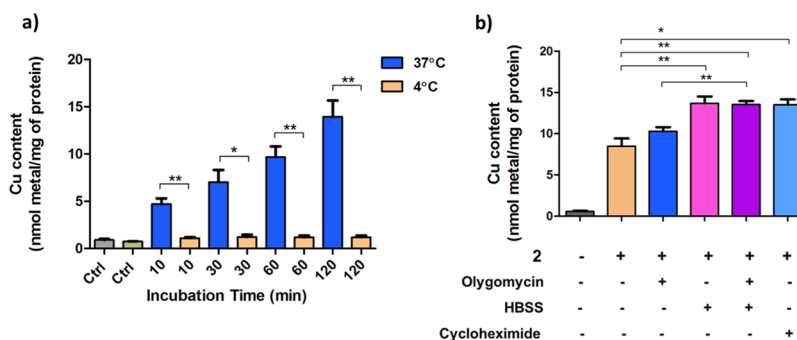 a)
Cu content
(nmol metal/mg of protein)
20
15
10
5
0
37°C
4°C
**
*
**
**
Ctrl Ctrl 10 10 30 30 60 60 120 120
Incubation Time (min)
b)
Cu content
(nmol metal/mg of protein)
20
15
10
5
0
*
**
**
**
2 - + + + + +
Olygomycin - - + - + -
HBSS - - - + + -
Cycloheximide - - - - - +